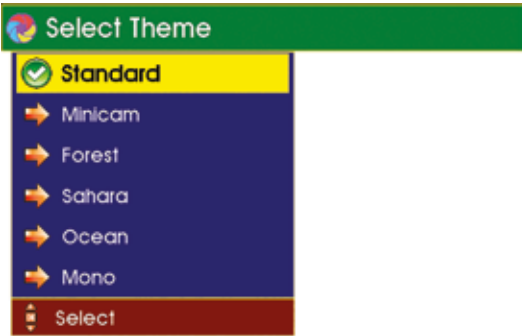 Select Theme
Standard
Minicam
Forest
Sahara
Ocean
Mono
Select